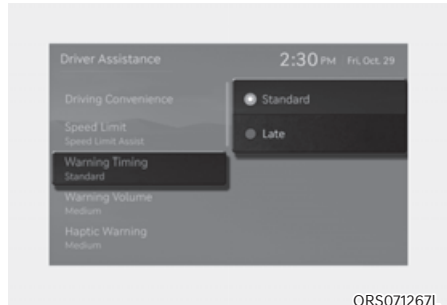 Driver Assistance
2:30 PM Fri, Oct. 29
Driving Convenience
Speed Limit
Speed Limit Assist
Warning Timing
Standard
Warning Volume
Medium
Haptic Warning
Medium
Standard
Late
ORS071267L